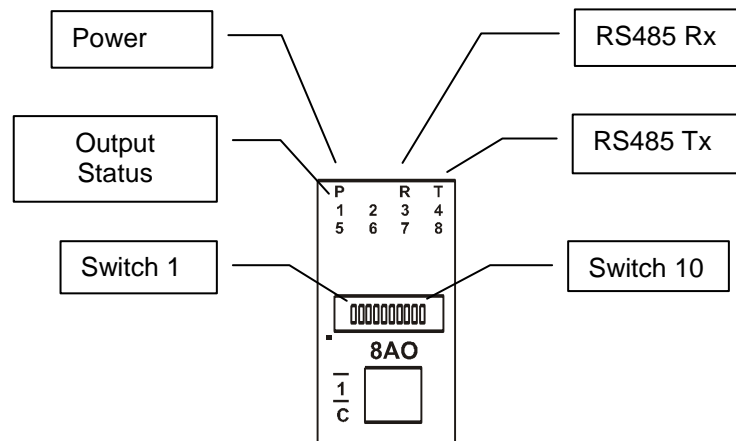 Power
RS485 Rx
Output
Status
RS485 Tx
P R T
1 2 3 4
5 6 7 8
Switch 1
Switch 10
8AO
1
C